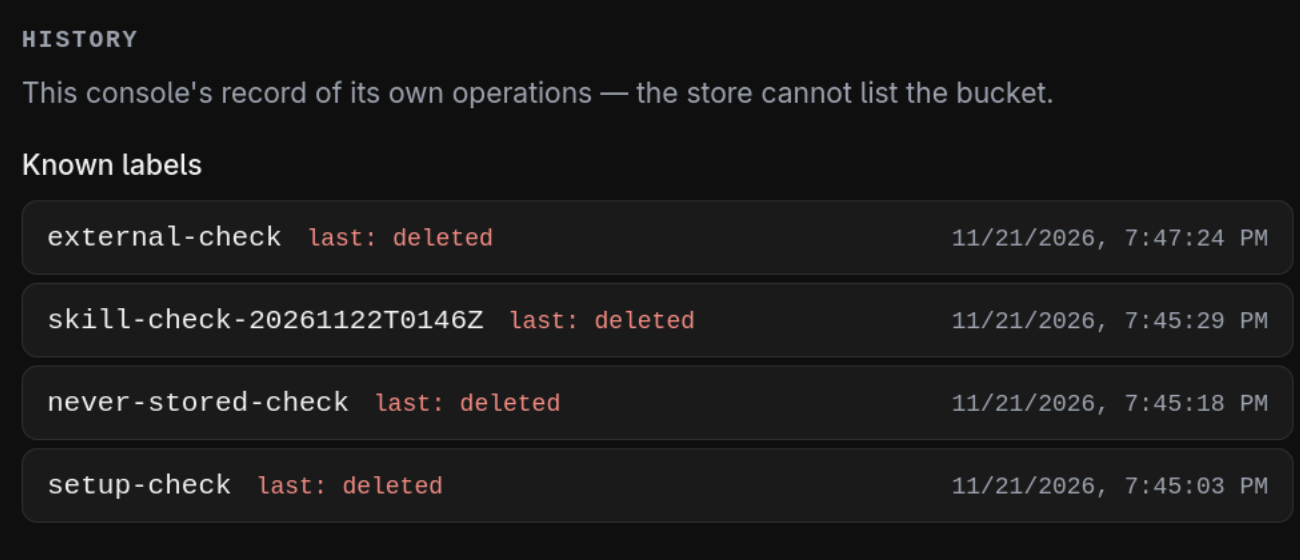 HISTORY
This console's record of its own operations — the store cannot list the bucket.
Known labels
external-check last: deleted 11/21/2026, 7:47:24 PM
skill-check-20261122T0146Z last: deleted 11/21/2026, 7:45:29 PM
never-stored-check last: deleted 11/21/2026, 7:45:18 PM
setup-check last: deleted 11/21/2026, 7:45:03 PM